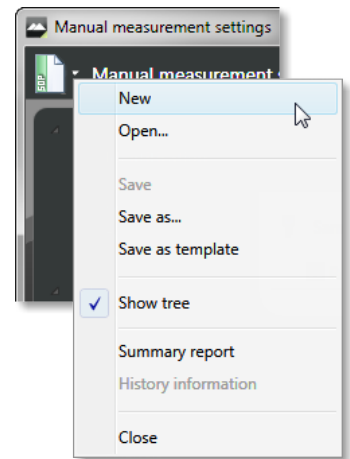 Manual measurement settings
SOP
Manual measurement
New
Open...
Save
Save as...
Save as template
Show tree
Summary report
History information
Close